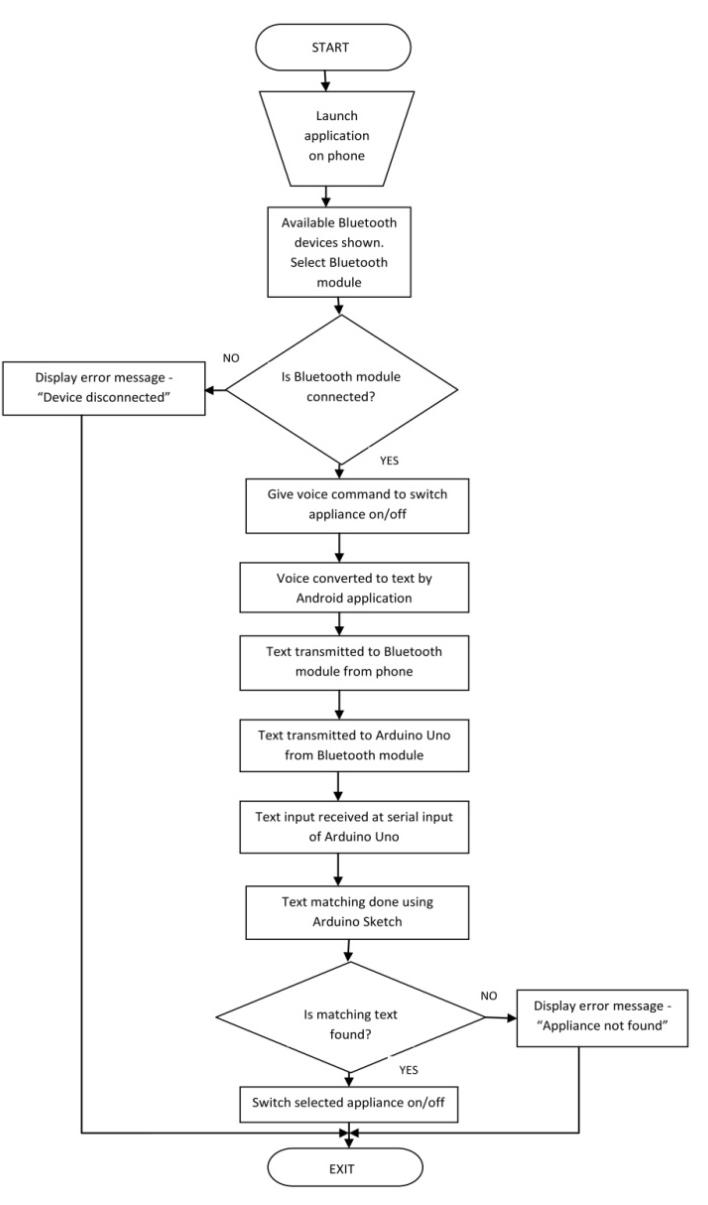 START
Launch
application
on phone
Available Bluetooth
devices shown.
Select Bluetooth
module
NO
Is Bluetooth module
connected?
Display error message -
“Device disconnected”
YES
Give voice command to switch
appliance on/off
Voice converted to text by
Android application
Text transmitted to Bluetooth
module from phone
Text transmitted to Arduino Uno
from Bluetooth module
Text input received at serial input
of Arduino Uno
Text matching done using
Arduino Sketch
Is matching text
found?
NO
Display error message -
“Appliance not found”
YES
Switch selected appliance on/off
EXIT